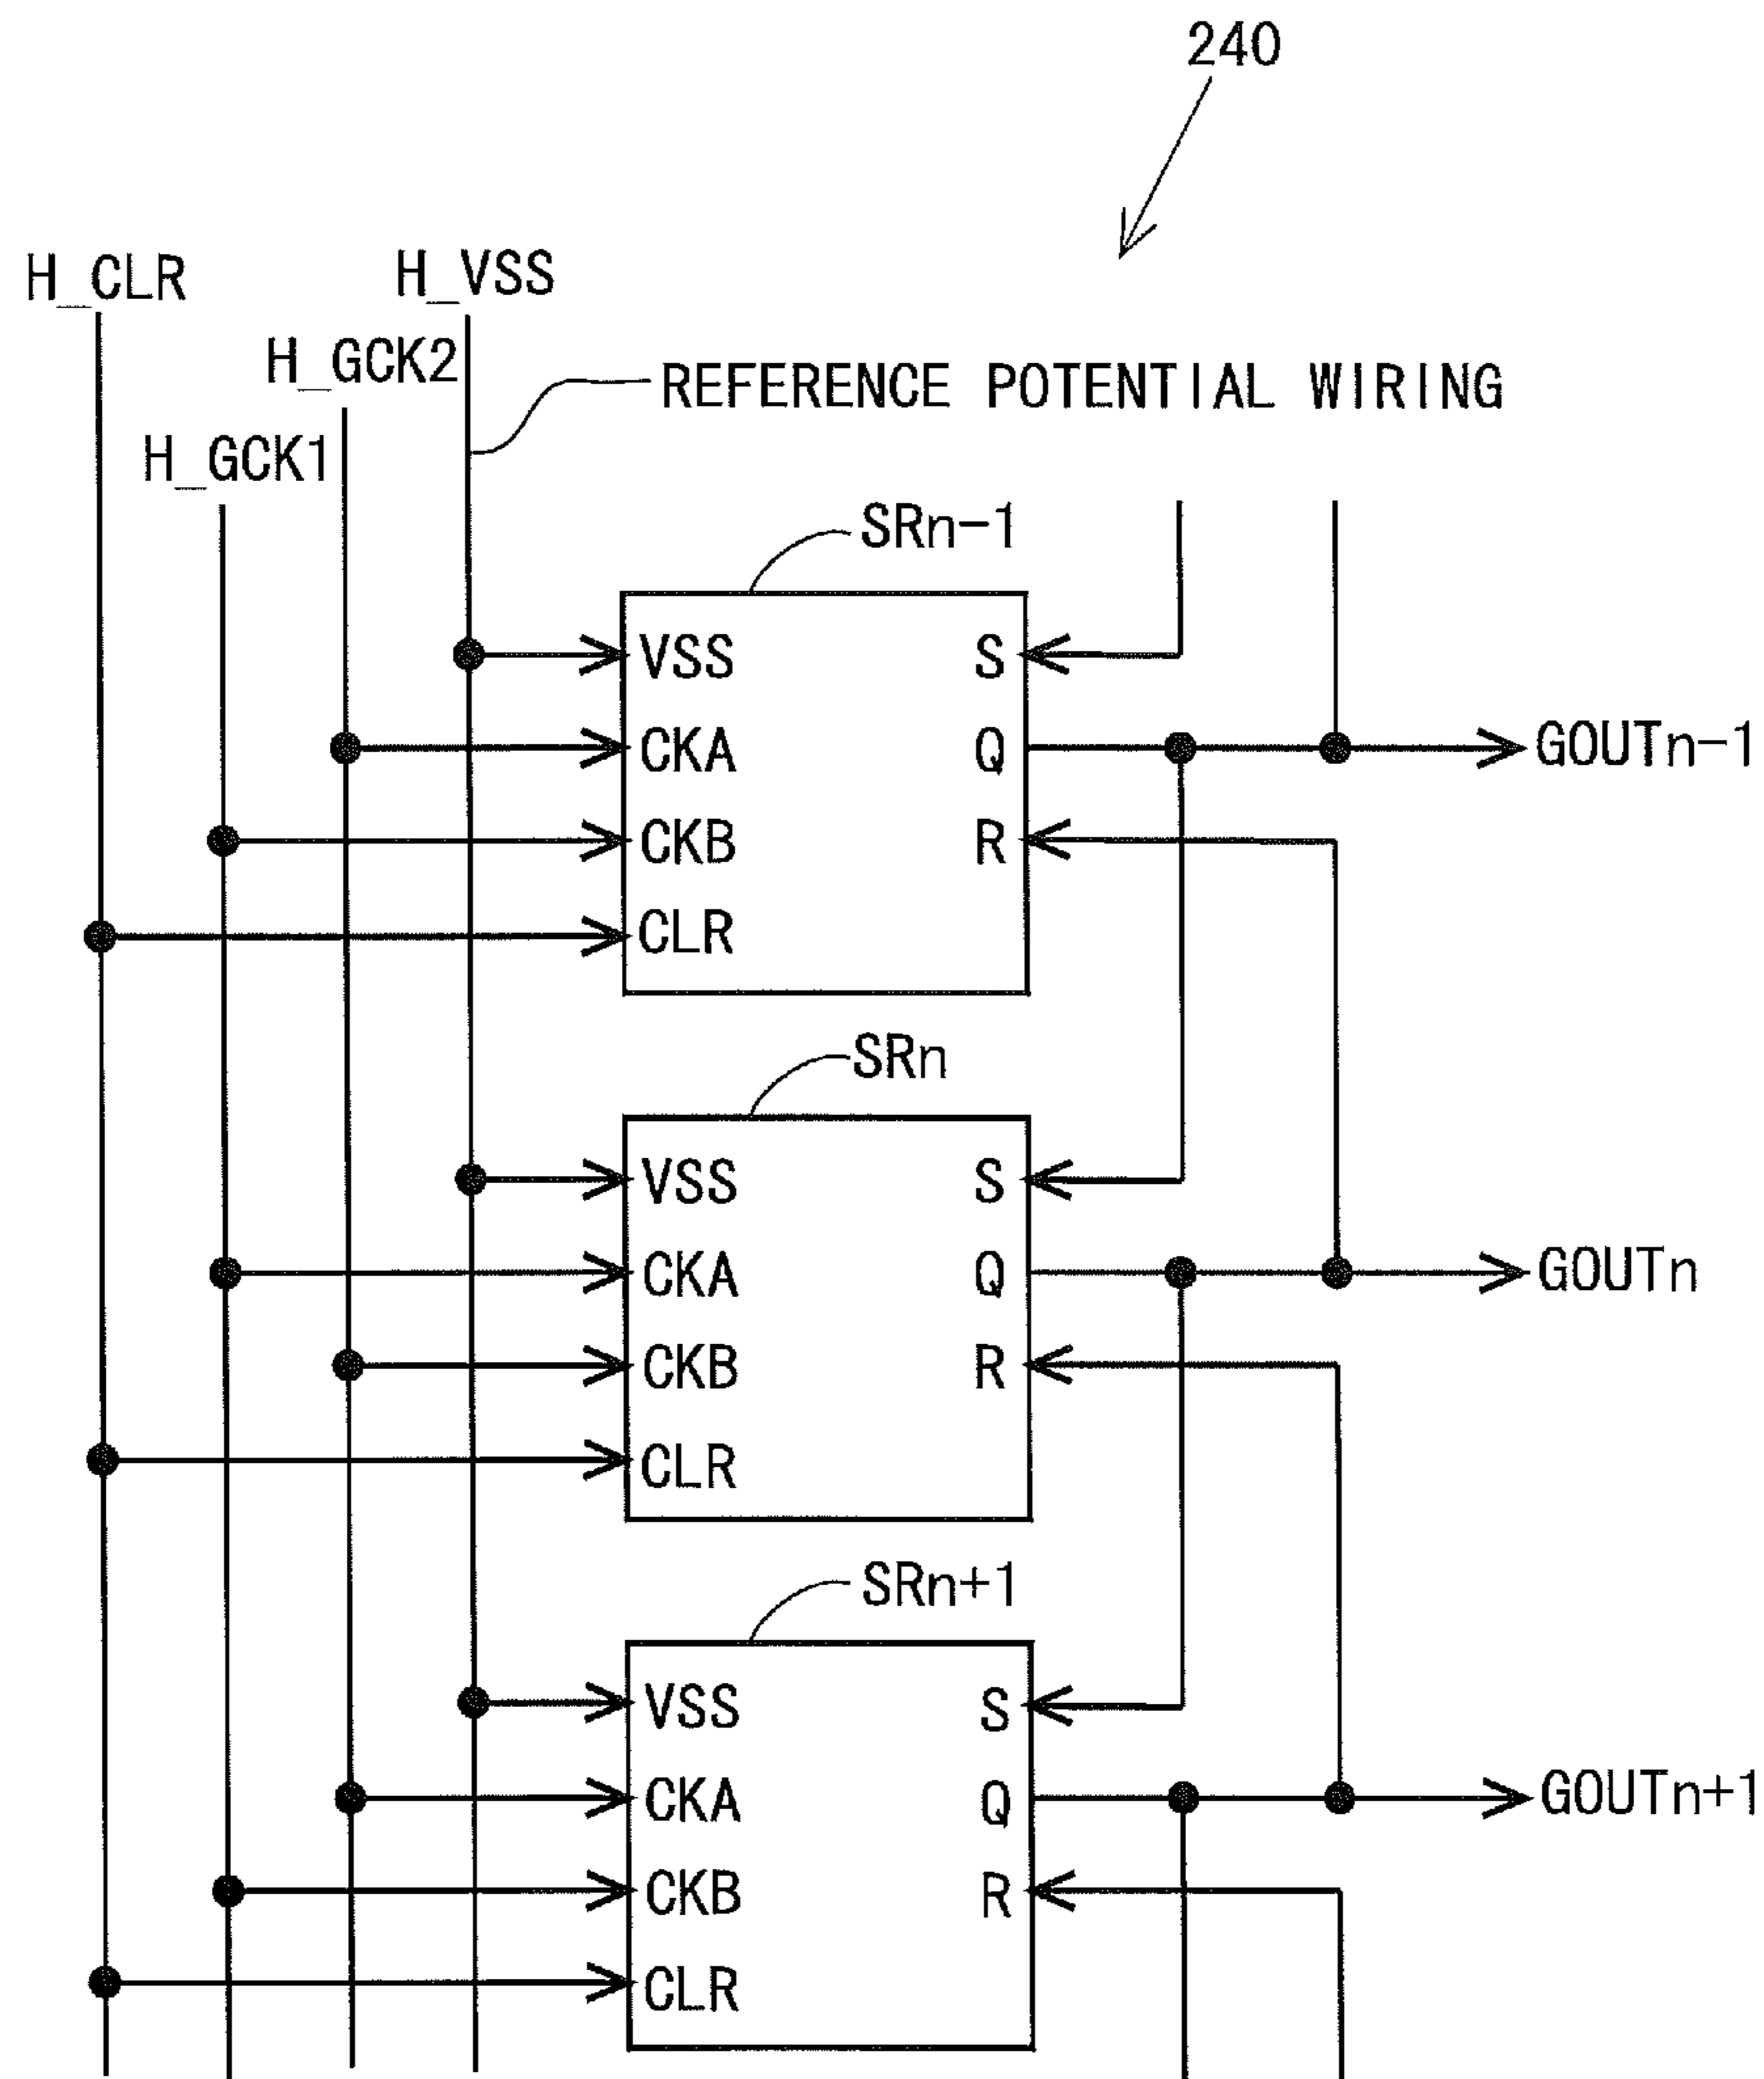 240
H_CLR
H_VSS
H_GCK2
REFERENCE POTENTIAL WIRING
H_GCK1
SRn-1
VSS
S
CKA
Q
GOUTn-1
CKB
R
CLR
SRn
VSS
S
CKA
Q
GOUTn
CKB
R
CLR
SRn+1
VSS
S
CKA
Q
GOUTn+1
CKB
R
CLR